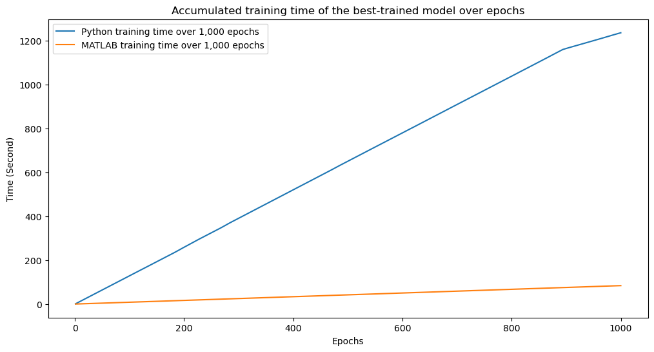 Accumulated training time of the best-trained model over epochs
Python training time over 1,000 epochs
MATLAB training time over 1,000 epochs
Time (Second)
1200
1000
800
600
400
200
0
0 200 400 600 800 1000
Epochs